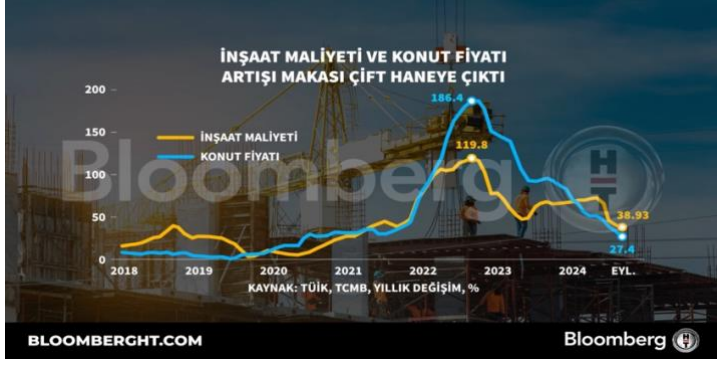 İNŞAAT MALİYETİ VE KONUT FİYATI
ARTIŞI MAKASI ÇİFT HANEYE ÇIKTI
200
186.4
150
İNŞAAT MALİYETİ
119.8
KONUT FİYATI
Bloomberg HT
100
50
38.93
0
27.4
2018 2019 2020 2021 2022 2023 2024 EYL.
KAYNAK: TÜİK, TCMB, YILLIK DEĞİŞİM, %
BLOOMBERGHT.COM
Bloomberg HT